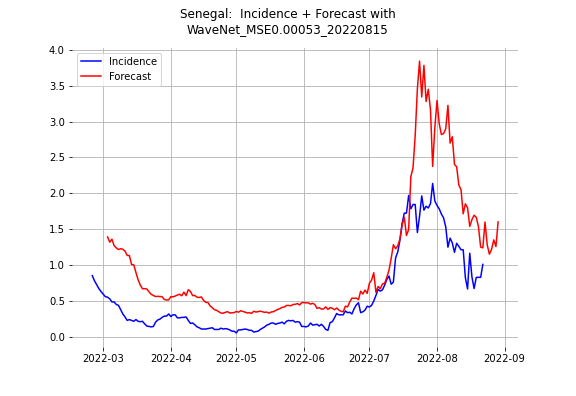 Senegal:  Incidence + Forecast with
WaveNet_MSE0.00053_20220815
Incidence
Forecast
4.0
3.5
3.0
2.5
2.0
1.5
1.0
0.5
0.0
2022-03 2022-04 2022-05 2022-06 2022-07 2022-08 2022-09